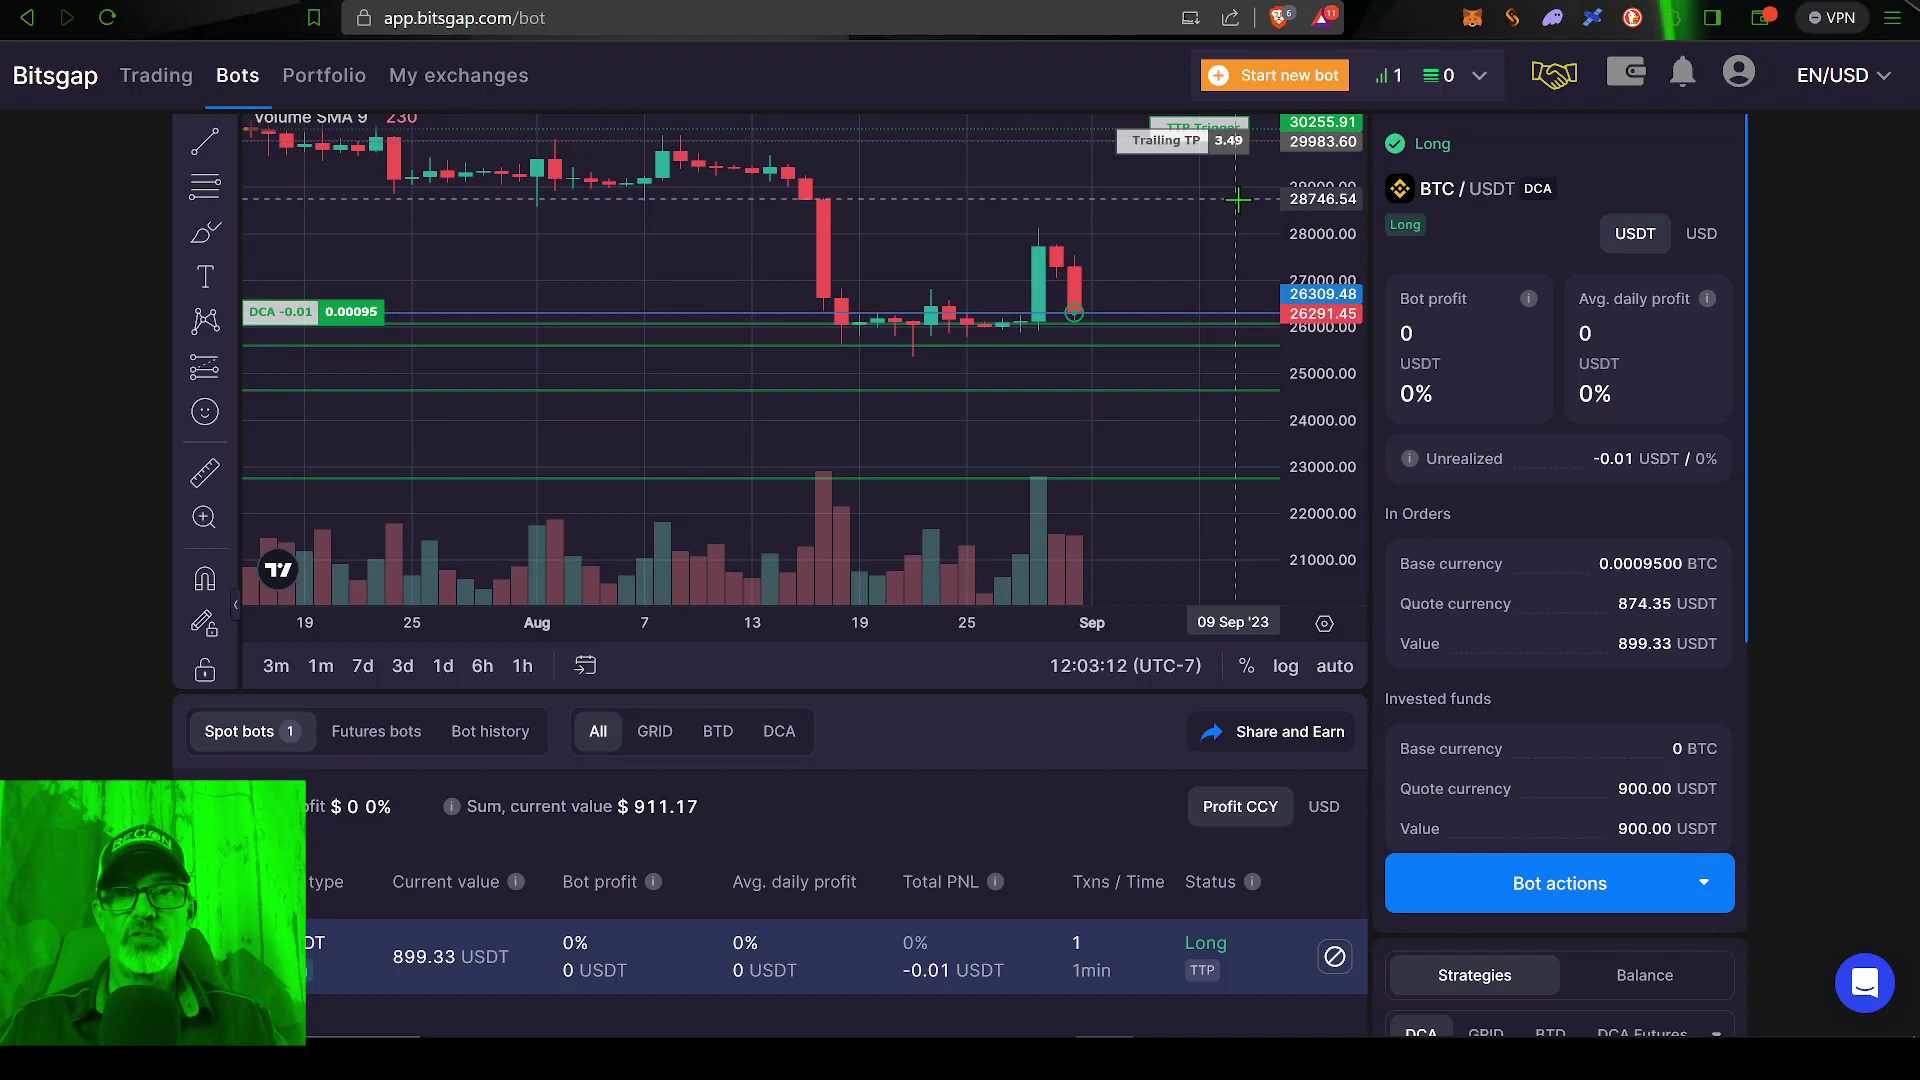 app.bitsgap.com/bot
6
11
VPN
Bitsgap
Trading
Bots
Portfolio
My exchanges
Start new bot
1
0
EN/USD
Volume SMA 9 230
TTP Trigger
30255.91
Trailing TP 3.49
29983.60
29000.00
28746.54
28000.00
27000.00
26309.48
26291.45
26000.00
25000.00
24000.00
23000.00
22000.00
21000.00
DCA -0.01 0.00095
19
25
Aug
7
13
19
25
Sep
09 Sep '23
3m
1m
7d
3d
1d
6h
1h
12:03:12 (UTC-7)
%
log
auto
Long
BTC / USDT DCA
Long
USDT
USD
Bot profit
0
USDT
0%
Avg. daily profit
0
USDT
0%
Unrealized
-0.01 USDT / 0%
In Orders
Base currency 0.0009500 BTC
Quote currency 874.35 USDT
Value 899.33 USDT
Invested funds
Base currency 0 BTC
Quote currency 900.00 USDT
Value 900.00 USDT
Bot actions
Strategies
Balance
DCA
GRID
BTD
DCA Futures
Spot bots 1
Futures bots
Bot history
All
GRID
BTD
DCA
Share and Earn
ofit $ 0 0%
Sum, current value $ 911.17
Profit CCY
USD
type
Current value
Bot profit
Avg. daily profit
Total PNL
Txns / Time
Status
DT
899.33 USDT
0%
0 USDT
0%
0 USDT
0%
-0.01 USDT
1
1min
Long
TTP
RECON